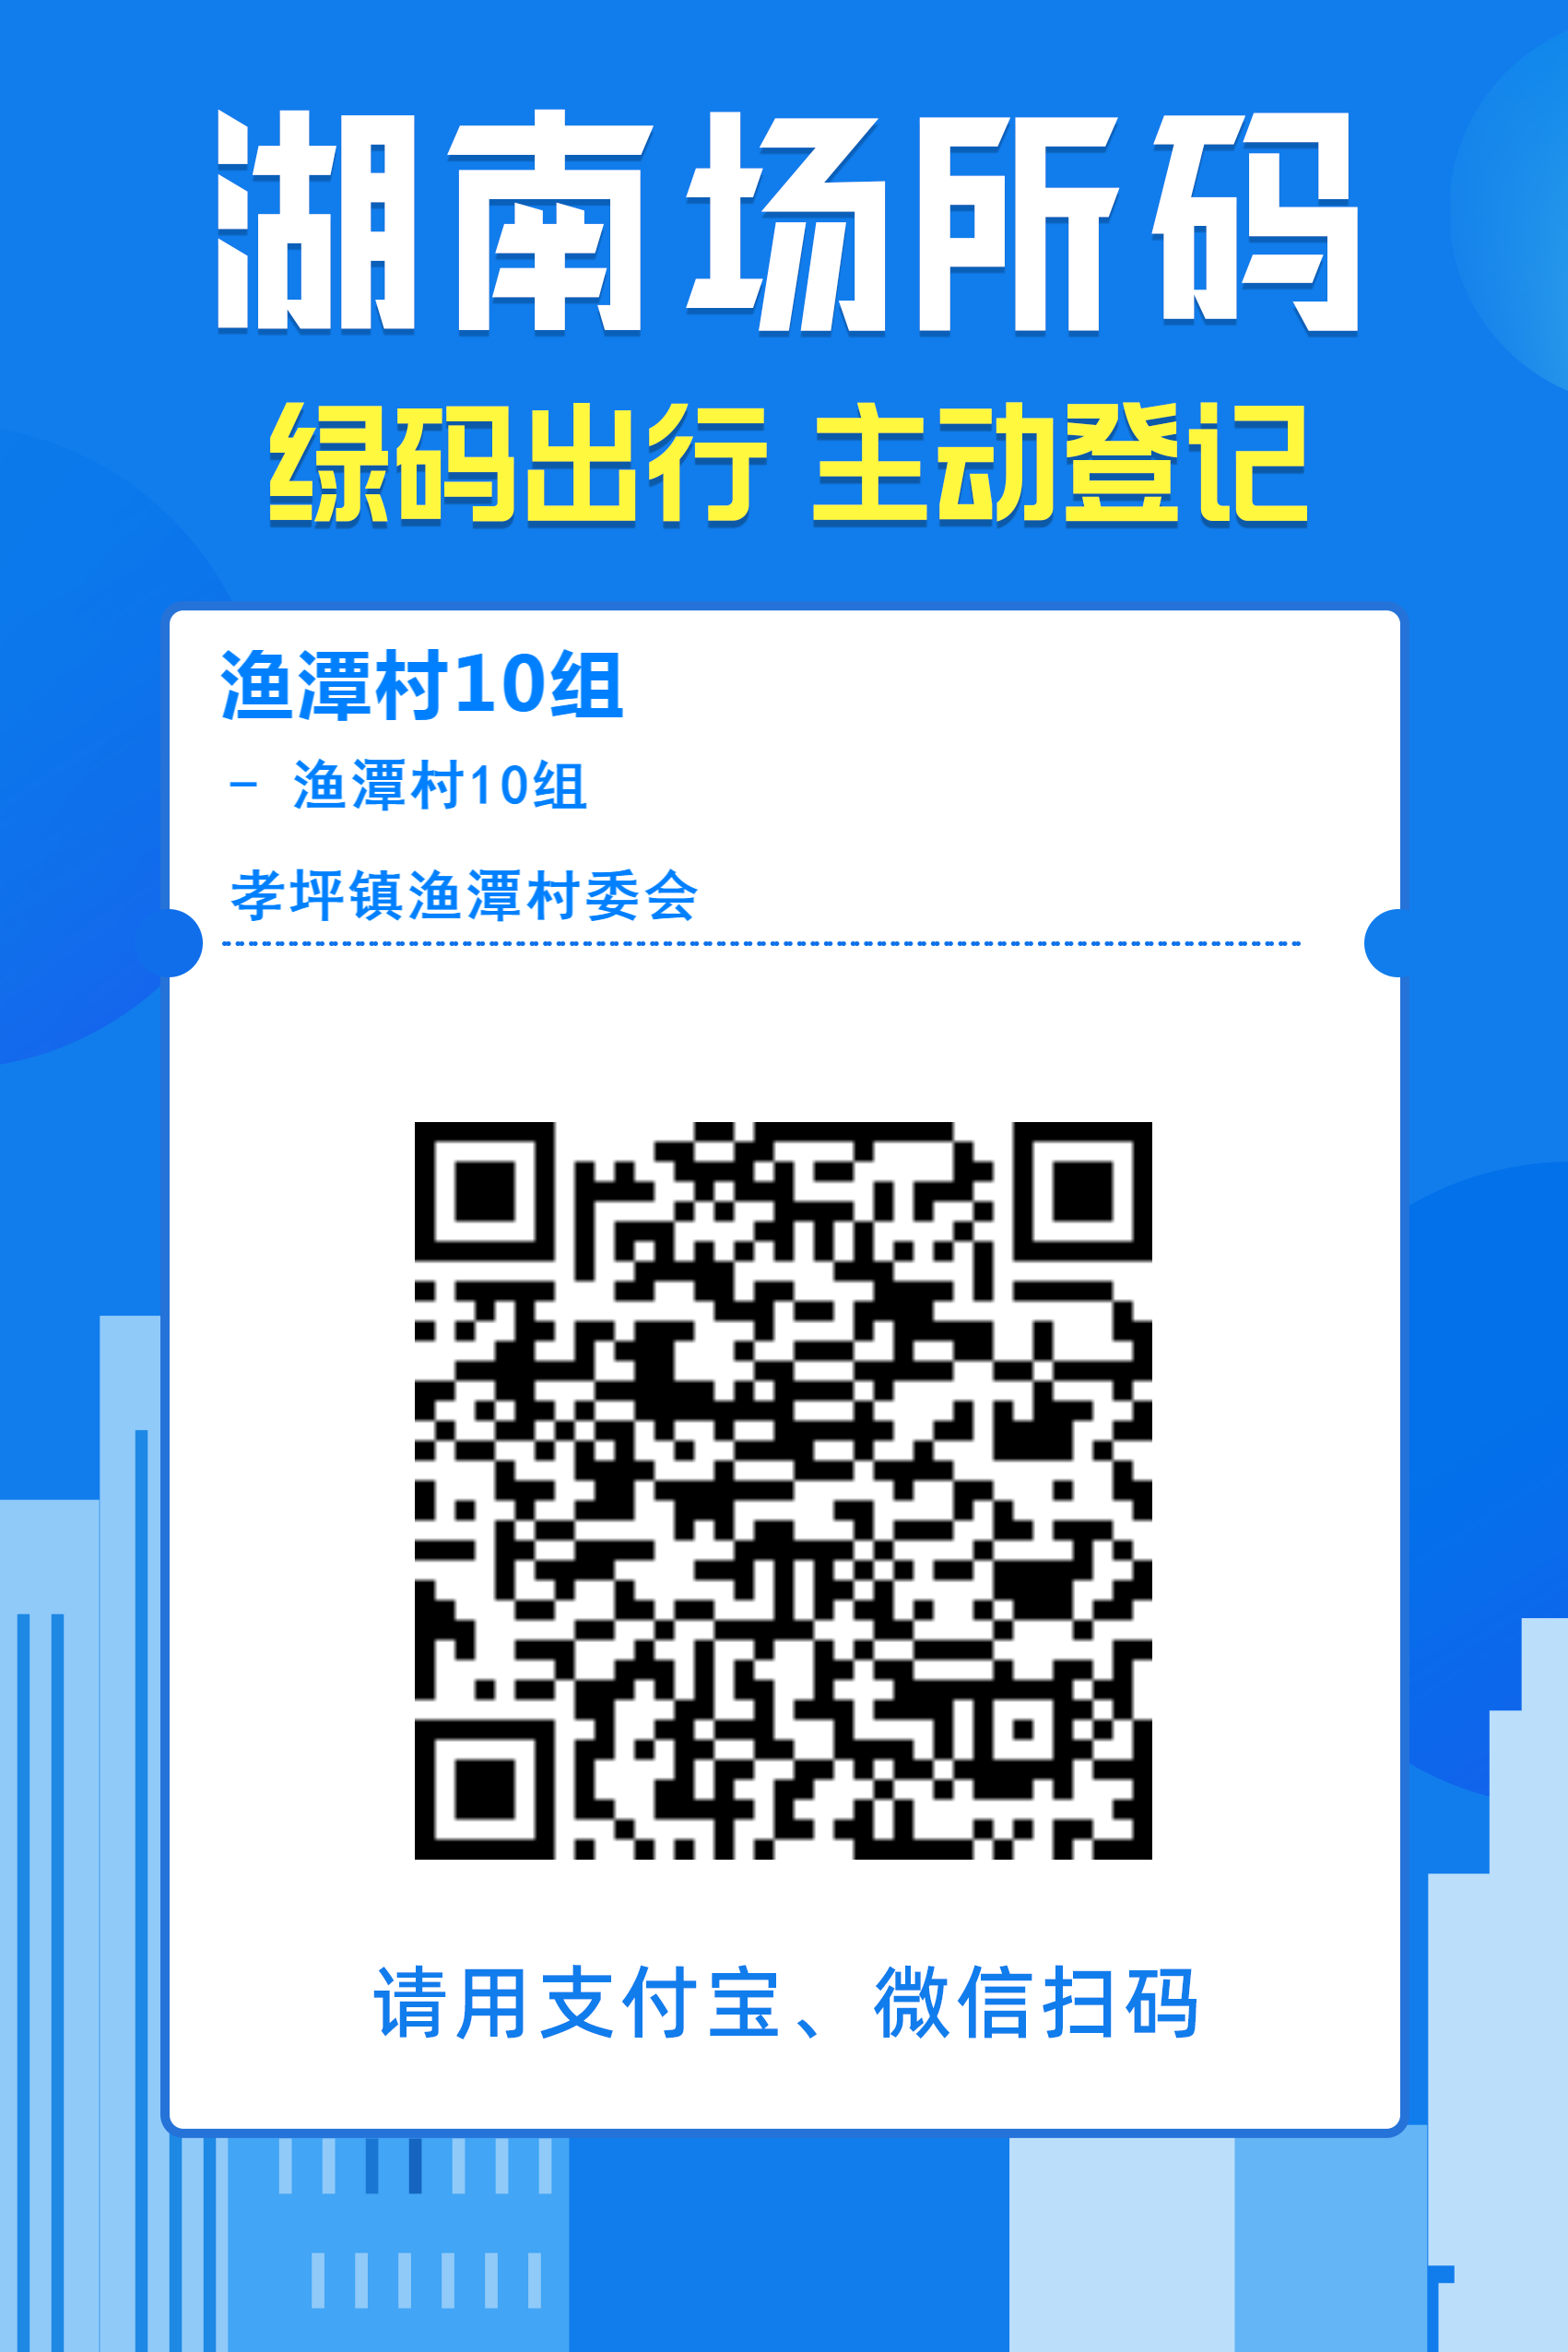 湖南场所码
绿码出行 主动登记
渔潭村10组
- 渔潭村10组
孝坪镇渔潭村委会
请用支付宝、微信扫码